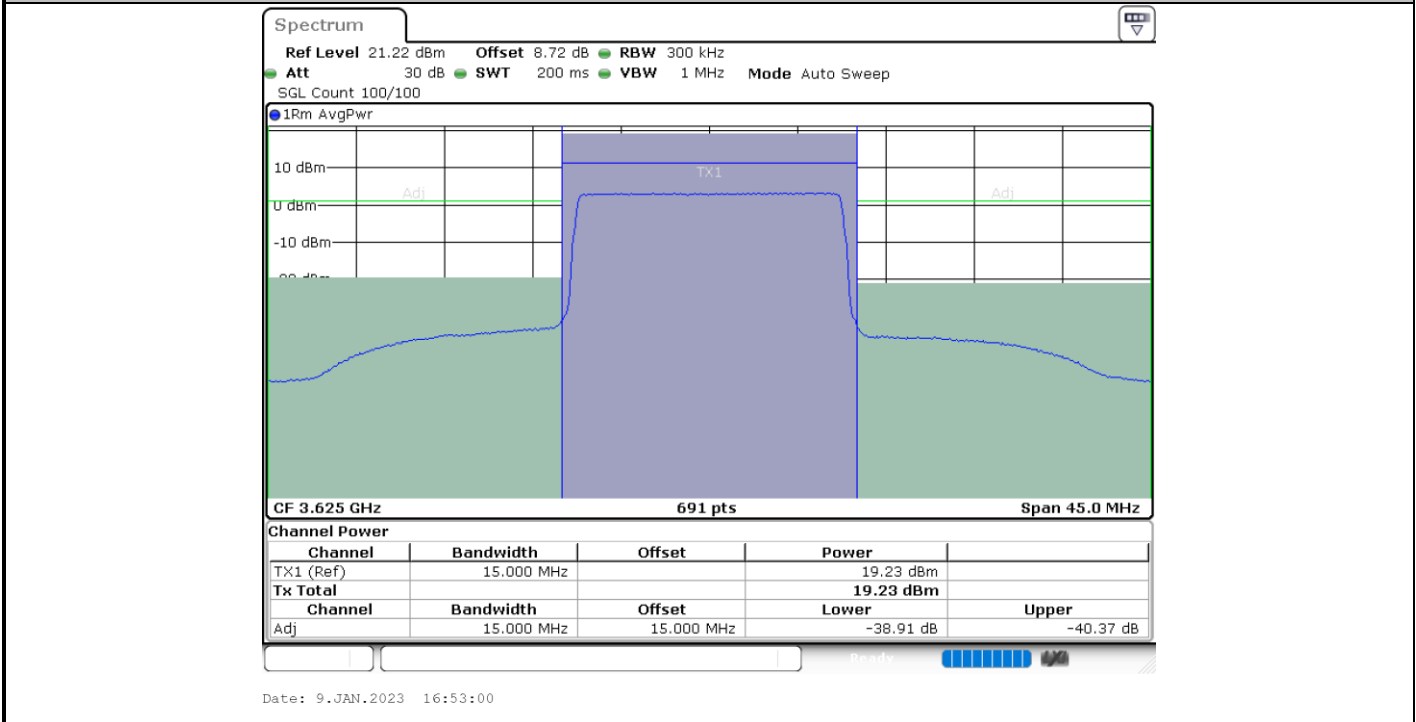 Spectrum
Ref Level 21.22 dBm Offset 8.72 dB RBW 300 kHz
Att 30 dB SWT 200 ms VBW 1 MHz Mode Auto Sweep
SGL Count 100/100
1Rm AvgPwr
10 dBm
TX1
Adj Adj
0 dBm
-10 dBm
CF 3.625 GHz 691 pts Span 45.0 MHz
Channel Power
Channel Bandwidth Offset Power
TX1 (Ref) 15.000 MHz 19.23 dBm
Tx Total 19.23 dBm
Channel Bandwidth Offset Lower Upper
Adj 15.000 MHz 15.000 MHz -38.91 dB -40.37 dB
Ready
Date: 9.JAN.2023 16:53:00